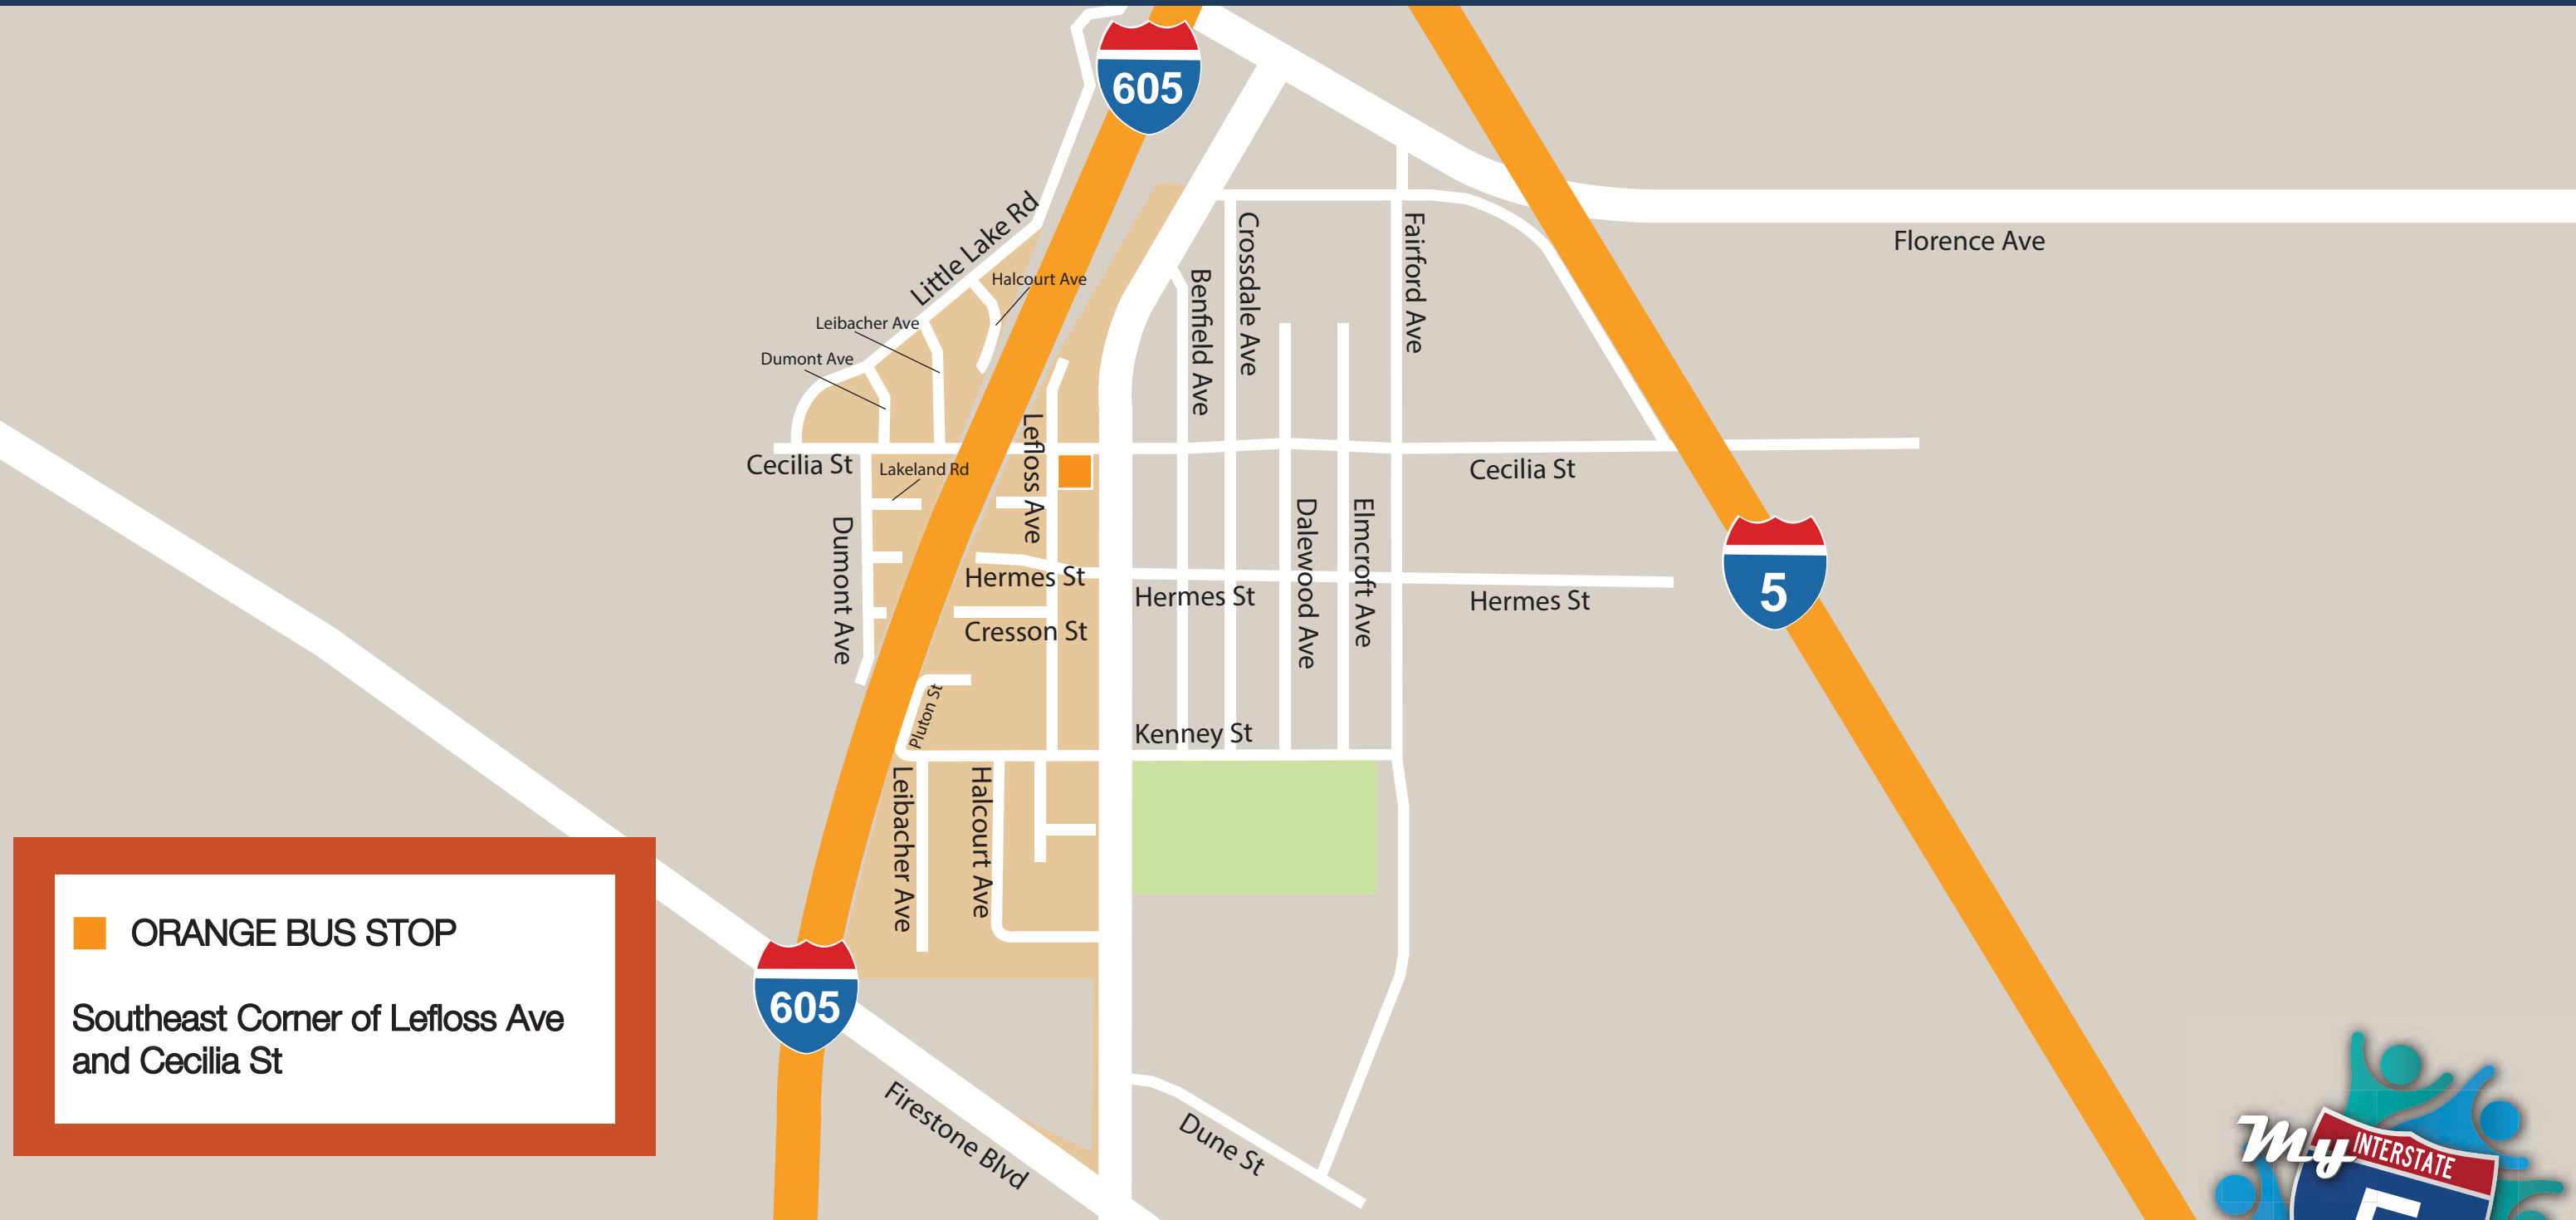 605
Little Lake Rd
Halcourt Ave
Leibacher Ave
Dumont Ave
Crossdale Ave
Benfield Ave
Fairford Ave
Florence Ave
Lefloss Ave
Cecilia St
Lakeland Rd
Cecilia St
Dumont Ave
Hermes St
Hermes St
Dalewood Ave
Elmcroft Ave
Hermes St
5
Cresson St
Pluton St
Kenney St
Leibacher Ave
Halcourt Ave
ORANGE BUS STOP
Southeast Corner of Lefloss Ave
and Cecilia St
605
Firestone Blvd
Dune St
My
INTERSTATE
5